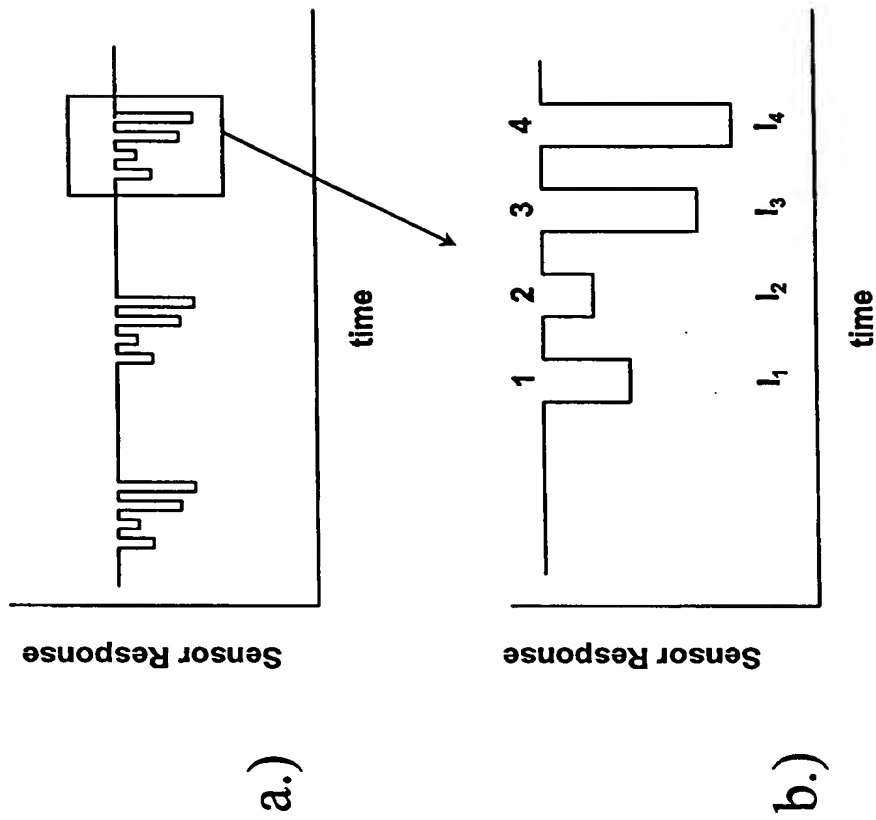 a.)
Sensor Response
time
b.)
Sensor Response
1 2 3 4
I₁ I₂ I₃ I₄
time